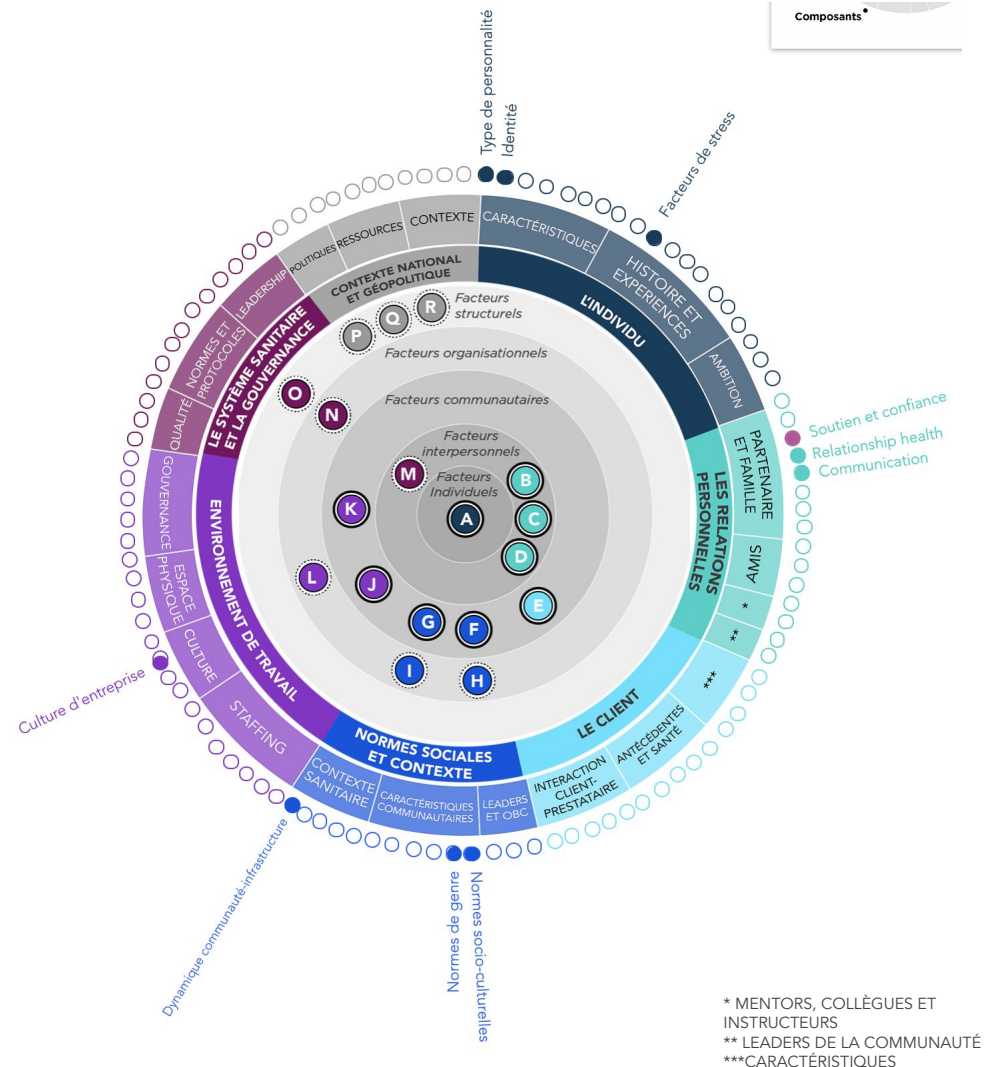 Composants
Type de personnalité
Identité
Facteurs de stress
CONTEXTE
RESSOURCES
POLITIQUES
CARACTÉRISTIQUES
HISTOIRE ET
EXPÉRIENCES
AMBITION
CONTEXTE NATIONAL
ET GÉOPOLITIQUE
L'INDIVIDU
LEADERSHIP
NORMES ET
PROTOCOLES
QUALITÉ
LE SYSTÈME SANITAIRE
ET LA GOUVERNANCE
P
Q
R
Facteurs
structurels
Facteurs organisationnels
O
N
Facteurs communautaires
Facteurs
interpersonnels
M
Facteurs
Individuels
B
K
A
C
D
L
J
E
G
F
I
H
PARTENAIRE
ET FAMILLE
AMIS
*
**
***
LES RELATIONS
PERSONNELLES
Soutien et confiance
Relationship health
Communication
GOUVERNANCE
ESPACE
PHYSIQUE
CULTURE
STAFFING
ENVIRONNEMENT DE TRAVAIL
Culture d'entreprise
LE CLIENT
ANTÉCÉDENTES
ET SANTÉ
INTERACTION
CLIENT-
PRESTATAIRE
NORMES SOCIALES
ET CONTEXTE
CONTEXTE
SANITAIRE
CARACTÉRISTIQUES
COMMUNAUTAIRES
LEADERS
ET OBC
Dynamique communauté-infrastructure
Normes de genre
Normes socio-culturelles
* MENTORS, COLLÈGUES ET
INSTRUCTEURS
** LEADERS DE LA COMMUNAUTÉ
***CARACTÉRISTIQUES